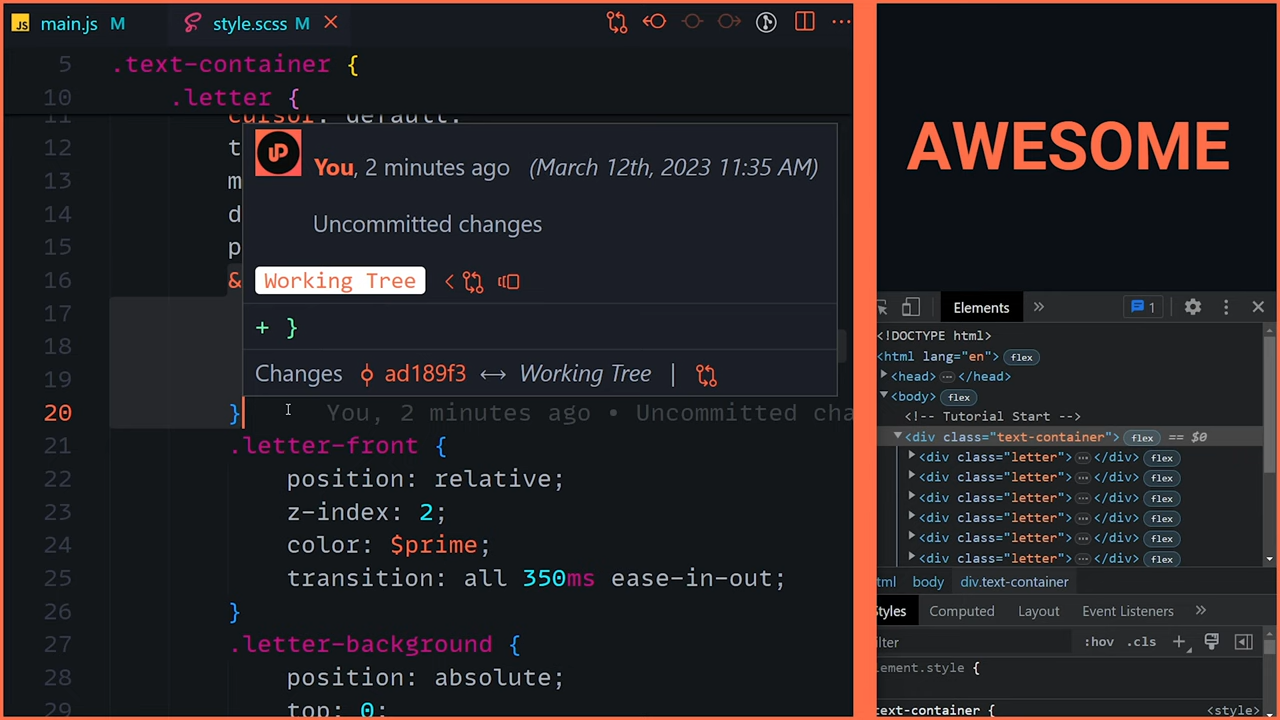 JS main.js M style.scss M
5 .text-container {
10 .letter {
11 cursor: default;
12 t
13 m
14 d
15 p
16 &
17
18
19
20 } You, 2 minutes ago • Uncommitted cha
You, 2 minutes ago (March 12th, 2023 11:35 AM)
Uncommitted changes
Working Tree
+ }
Changes ad189f3 ↔ Working Tree |
21 .letter-front {
22 position: relative;
23 z-index: 2;
24 color: $prime;
25 transition: all 350ms ease-in-out;
26 }
27 .letter-background {
28 position: absolute;
29 top: 0;
AWESOME
Elements » 1
<!DOCTYPE html>
<html lang="en"> flex
<head> ⋯ </head>
<body> flex
<!-- Tutorial Start -->
<div class="text-container"> flex == $0
<div class="letter"> ⋯ </div> flex
<div class="letter"> ⋯ </div> flex
<div class="letter"> ⋯ </div> flex
<div class="letter"> ⋯ </div> flex
<div class="letter"> ⋯ </div> flex
<div class="letter"> ⋯ </div> flex
tml body div.text-container
Styles Computed Layout Event Listeners »
ilter :hov .cls +
element.style {
text-container { <style>